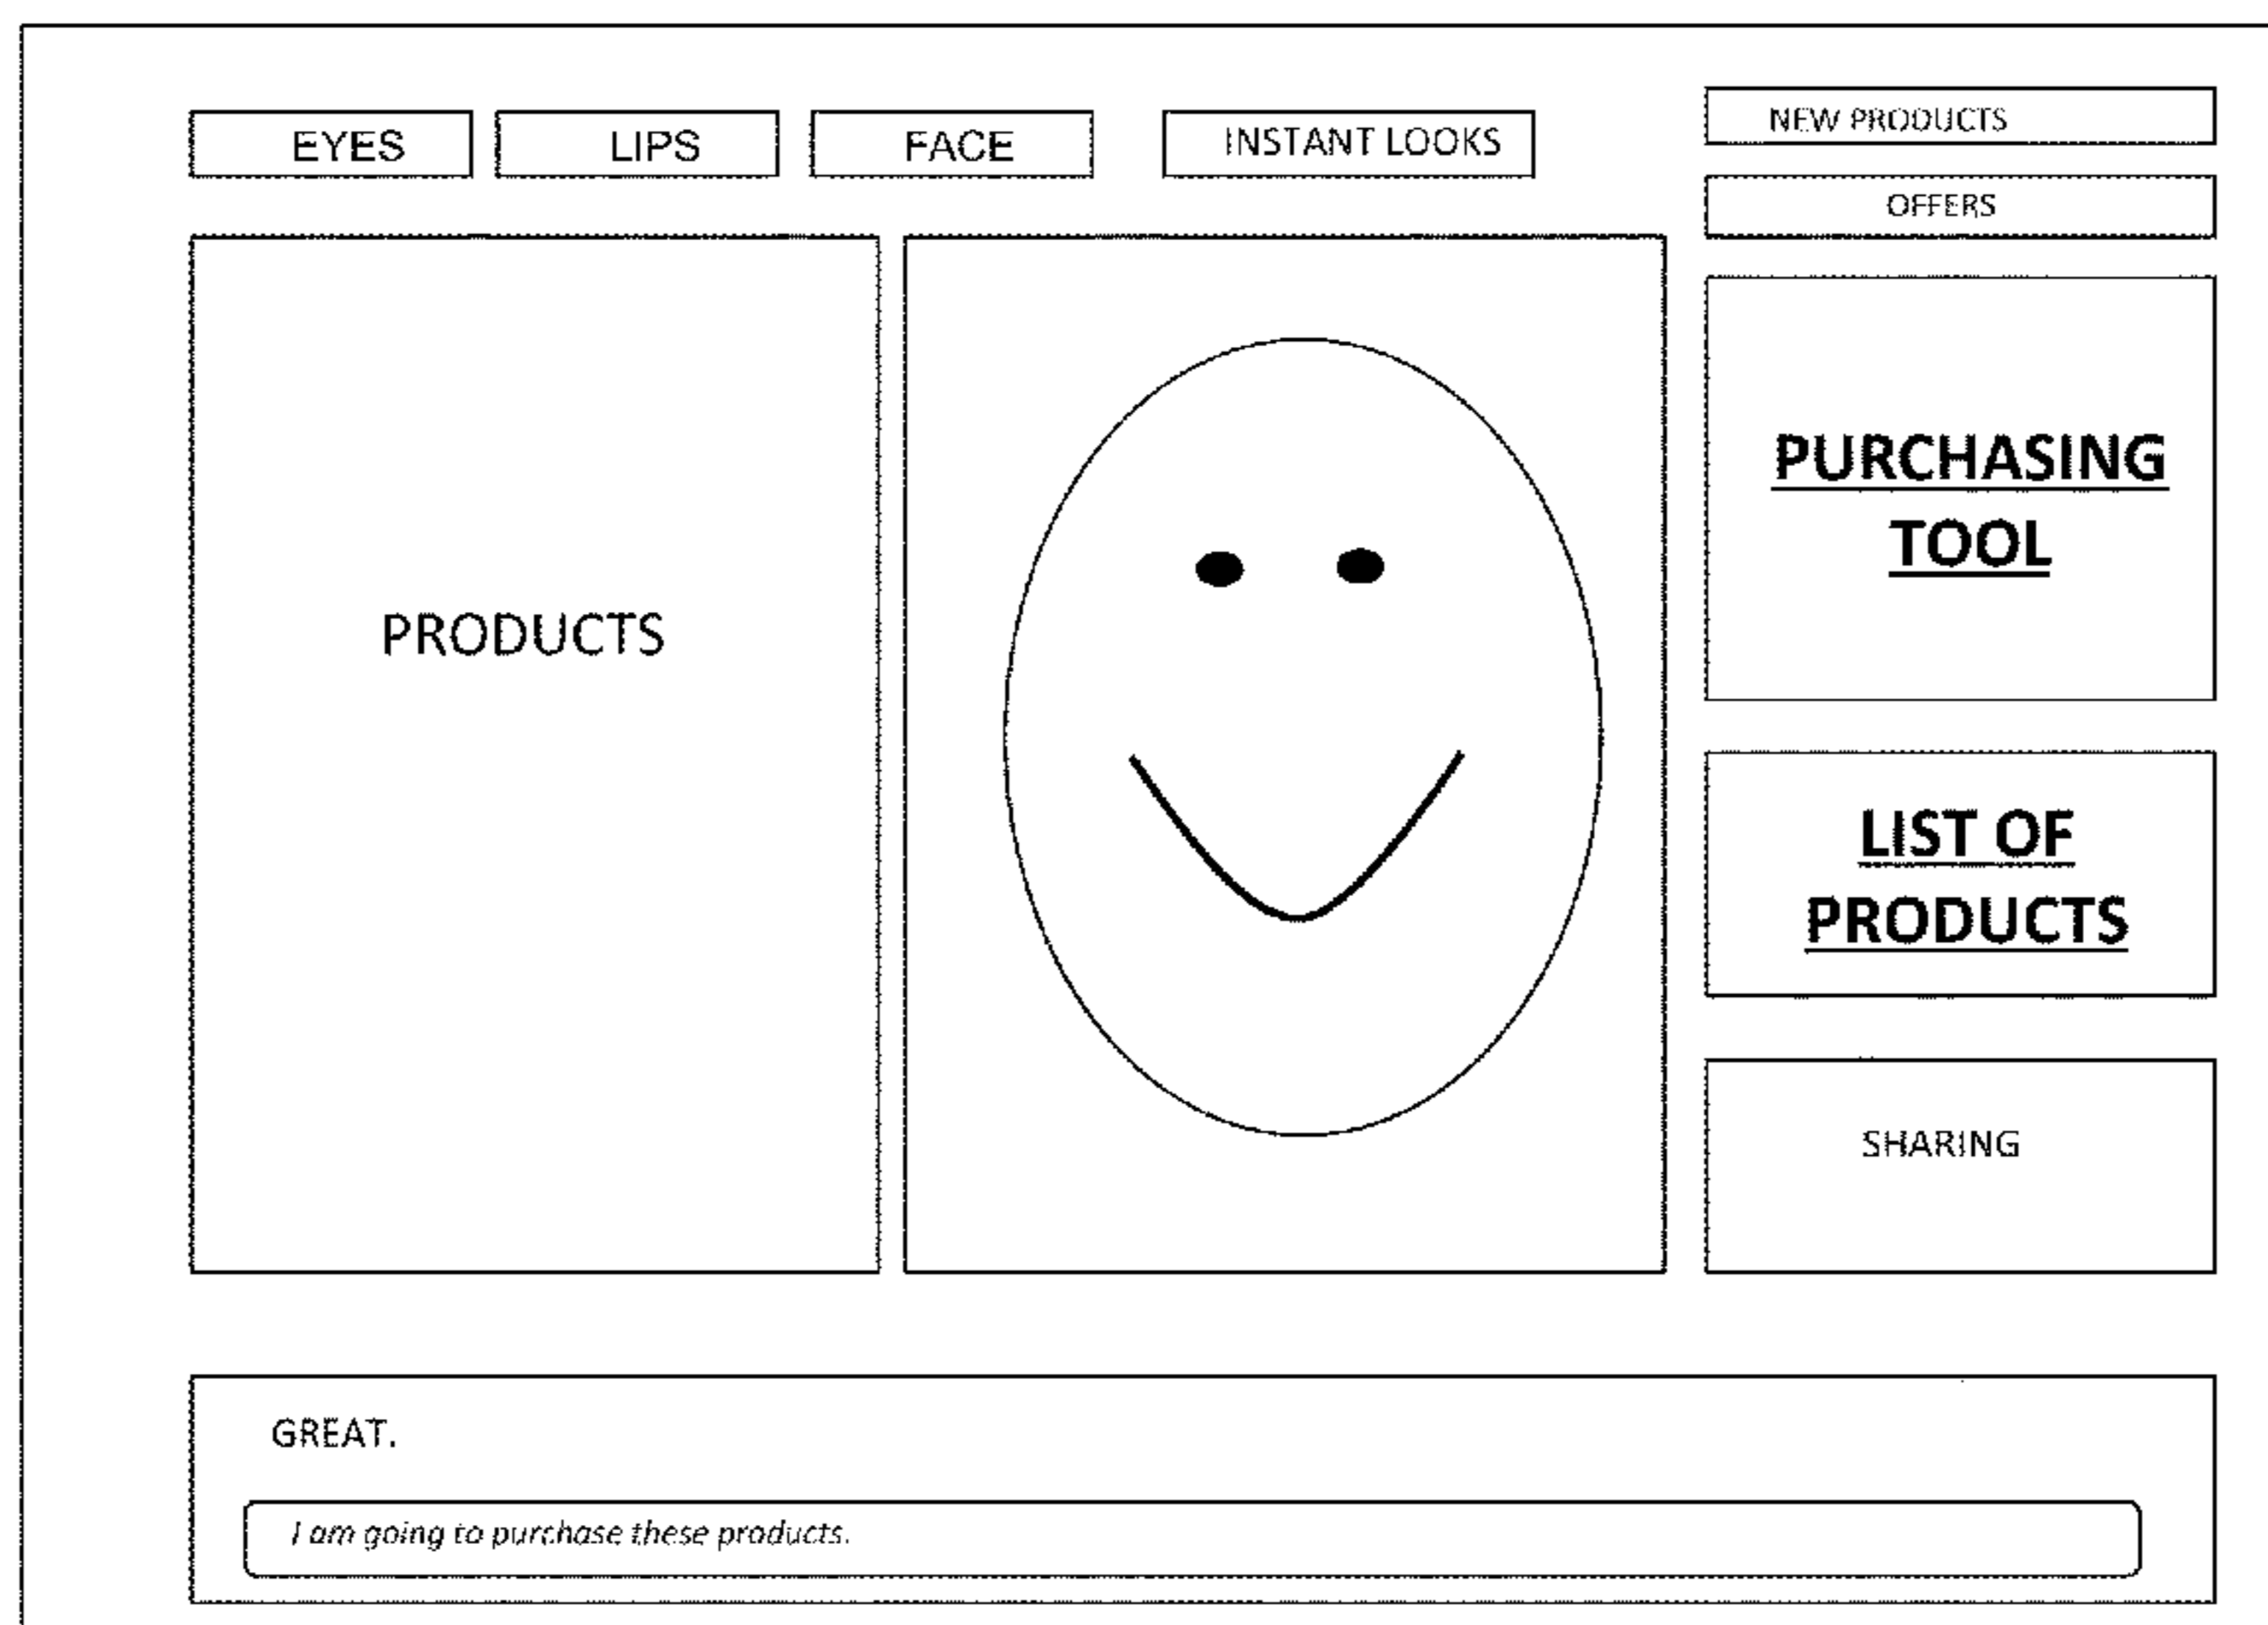 EYES
LIPS
FACE
INSTANT LOOKS
NEW PRODUCTS
OFFERS
PRODUCTS
PURCHASING
TOOL
LIST OF
PRODUCTS
SHARING
GREAT.
I am going to purchase these products.